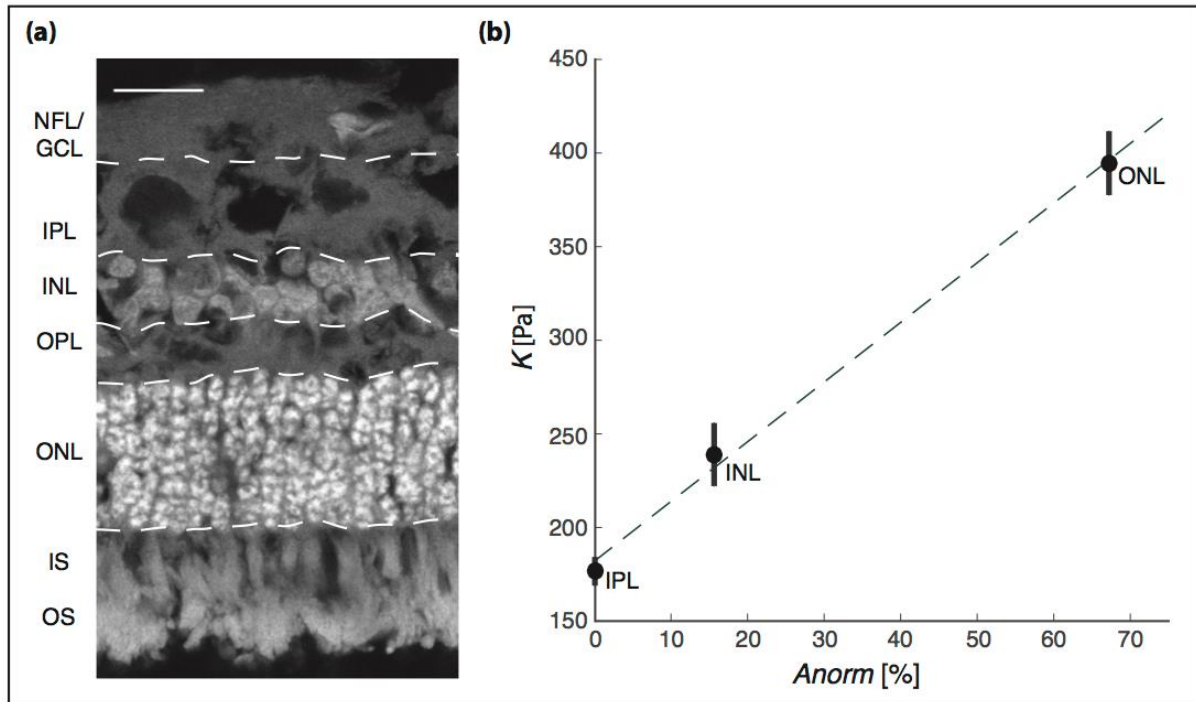 (a)
NFL/
GCL
IPL
INL
OPL
ONL
IS
OS
(b)
450
400
350
300
250
200
150
K [Pa]
ONL
INL
IPL
0 10 20 30 40 50 60 70
Anorm [%]